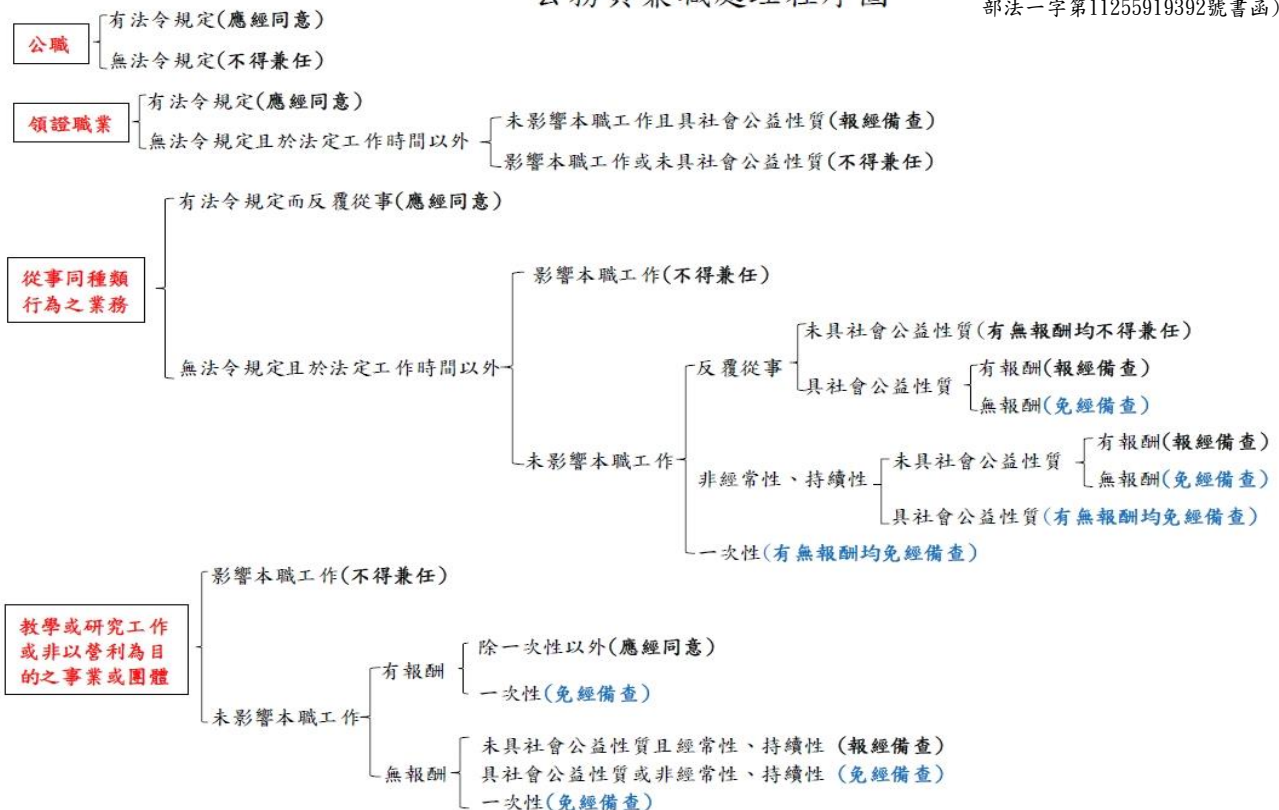 部法一字第11255919392號書函)
公職
有法令規定(應經同意)
無法令規定(不得兼任)
領證職業
有法令規定(應經同意)
無法令規定且於法定工作時間以外
未影響本職工作且具社會公益性質(報經備查)
影響本職工作或未具社會公益性質(不得兼任)
從事同種類
行為之業務
有法令規定而反覆從事(應經同意)
無法令規定且於法定工作時間以外
影響本職工作(不得兼任)
未影響本職工作
反覆從事
未具社會公益性質(有無報酬均不得兼任)
具社會公益性質
有報酬(報經備查)
無報酬(免經備查)
非經常性、持續性
未具社會公益性質
有報酬(報經備查)
無報酬(免經備查)
具社會公益性質(有無報酬均免經備查)
一次性(有無報酬均免經備查)
教學或研究工作
或非以營利為目
的之事業或團體
影響本職工作(不得兼任)
未影響本職工作
有報酬
除一次性以外(應經同意)
一次性(免經備查)
無報酬
未具社會公益性質且經常性、持續性 (報經備查)
具社會公益性質或非經常性、持續性 (免經備查)
一次性(免經備查)